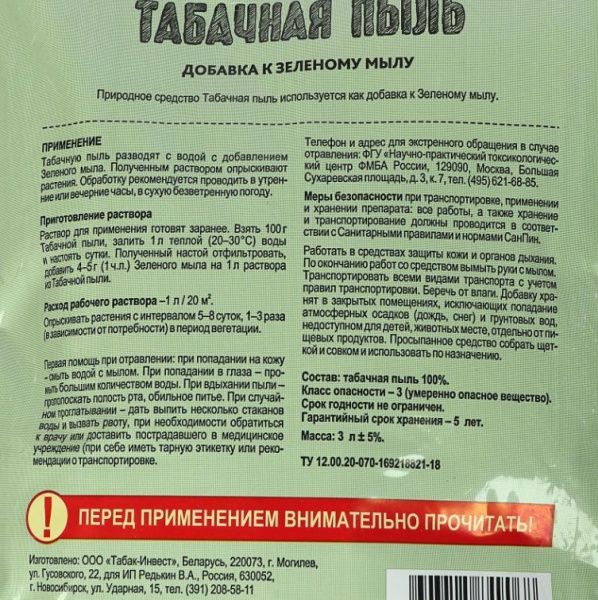 ТАБАЧНАЯ ПЫЛЬ
ДОБАВКА К ЗЕЛЕНОМУ МЫЛУ
Природное средство Табачная пыль используется как добавка к Зеленому мылу.
ПРИМЕНЕНИЕ
Табачную пыль разводят с водой с добавлением
Зеленого мыла. Полученным раствором опрыскивают
растения. Обработку рекомендуется проводить в утрен-
ние или вечерние часы, в сухую безветренную погоду.
Приготовление раствора
Раствор для применения готовят заранее. Взять 100 г
Табачной пыли, залить 1 л теплой (20–30°С) воды
и настоять сутки. Полученный настой отфильтровать,
добавить 4–5 г (1 ч.л.) Зеленого мыла на 1 л раствора
из Табачной пыли.
Расход рабочего раствора – 1 л / 20 м².
Опрыскивать растения с интервалом 5–8 суток, 1–3 раза
(в зависимости от потребности) в период вегетации.
Первая помощь при отравлении: при попадании на кожу
- смыть водой с мылом. При попадании в глаза – про-
мыть большим количеством воды. При вдыхании пыли –
прополоскать полость рта, обильное питье. При случай-
ном проглатывании – дать выпить несколько стаканов
воды и вызвать рвоту, при необходимости обратиться
к врачу или доставить пострадавшего в медицинское
учреждение (при себе иметь тарную этикетку или реко-
мендации о транспортировке.
Телефон и адрес для экстренного обращения в случае
отравления: ФГУ «Научно-практический токсикологичес-
кий центр ФМБА России, 129090, Москва, Большая
Сухаревская площадь, д. 3, к. 7, тел. (495) 621-68-85.
Меры безопасности при транспортировке, применении
и хранении препарата: все работы, а также хранение
и транспортирование должны проводится в соответ-
ствии с Санитарными правилами и нормами СанПин.
Работать в средствах защиты кожи и органов дыхания.
По окончанию работ со средством вымыть руки с мылом.
Транспортировать всеми видами транспорта с учетом
правил транспортировки. Беречь от влаги. Добавку хра-
нят в закрытых помещениях, исключающих попадание
атмосферных осадков (дождь, снег) и грунтовых вод,
недоступном для детей, животных месте, отдельно от пи-
щевых продуктов. Просыпанное средство собрать щет-
кой и совком и использовать по назначению.
Состав: табачная пыль 100%.
Класс опасности – 3 (умеренно опасное вещество).
Срок годности не ограничен.
Гарантийный срок хранения – 5 лет.
Масса: 3 л ± 5%.
ТУ 12.00.20-070-169218821-18
! ПЕРЕД ПРИМЕНЕНИЕМ ВНИМАТЕЛЬНО ПРОЧИТАТЬ!
Изготовлено: ООО «Табак-Инвест», Беларусь, 220073, г. Могилев,
ул. Гусовского, 22, для ИП Редькин В.А., Россия, 630052,
г. Новосибирск, ул. Ударная, 15, тел. (391) 208-58-11